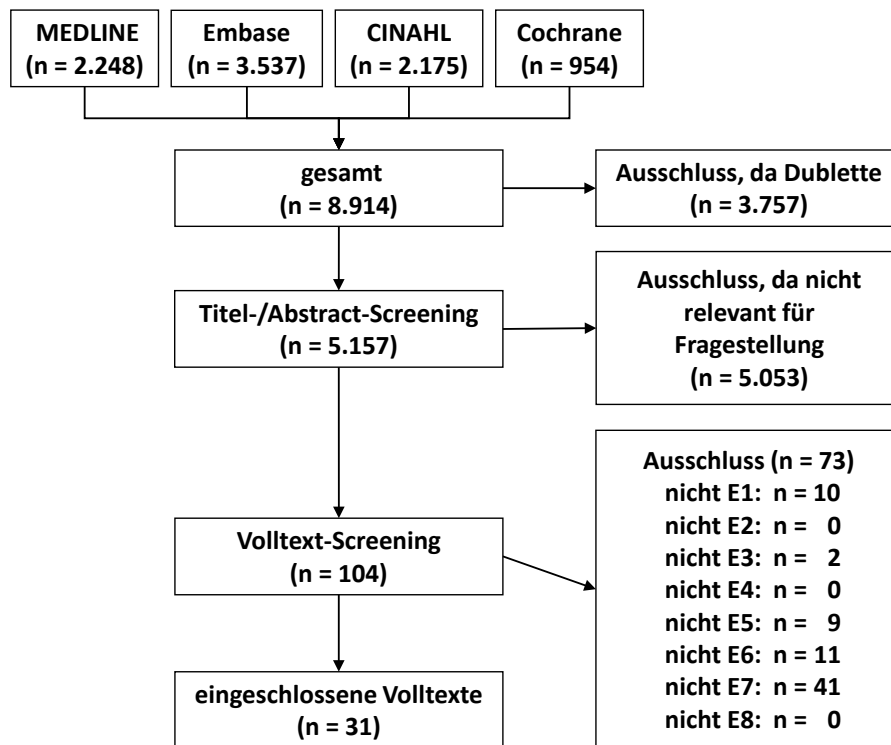 MEDLINE
(n = 2.248)
Embase
(n = 3.537)
CINAHL
(n = 2.175)
Cochrane
(n = 954)
gesamt
(n = 8.914)
Ausschluss, da Dublette
(n = 3.757)
Titel-/Abstract-Screening
(n = 5.157)
Ausschluss, da nicht
relevant für
Fragestellung
(n = 5.053)
Volltext-Screening
(n = 104)
Ausschluss (n = 73)
nicht E1: n = 10
nicht E2: n = 0
nicht E3: n = 2
nicht E4: n = 0
nicht E5: n = 9
nicht E6: n = 11
nicht E7: n = 41
nicht E8: n = 0
eingeschlossene Volltexte
(n = 31)